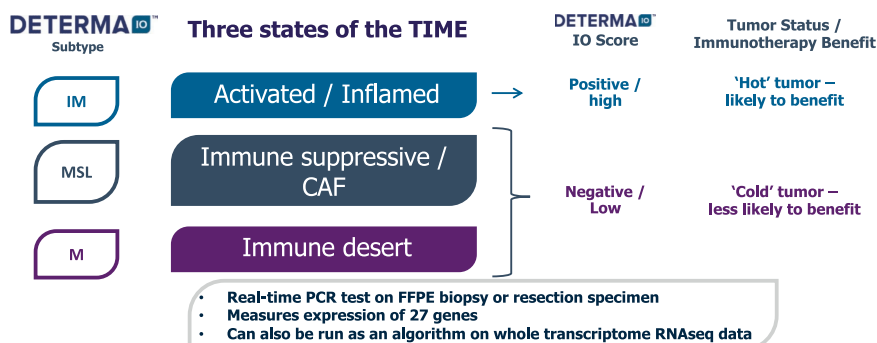 DETERMA IO™
Subtype
Three states of the TIME
DETERMA IO™
IO Score
Tumor Status /
Immunotherapy Benefit
IM
Activated / Inflamed
Positive /
high
‘Hot’ tumor –
likely to benefit
MSL
Immune suppressive /
CAF
Negative /
Low
‘Cold’ tumor –
less likely to benefit
M
Immune desert
• Real-time PCR test on FFPE biopsy or resection specimen
• Measures expression of 27 genes
• Can also be run as an algorithm on whole transcriptome RNAseq data